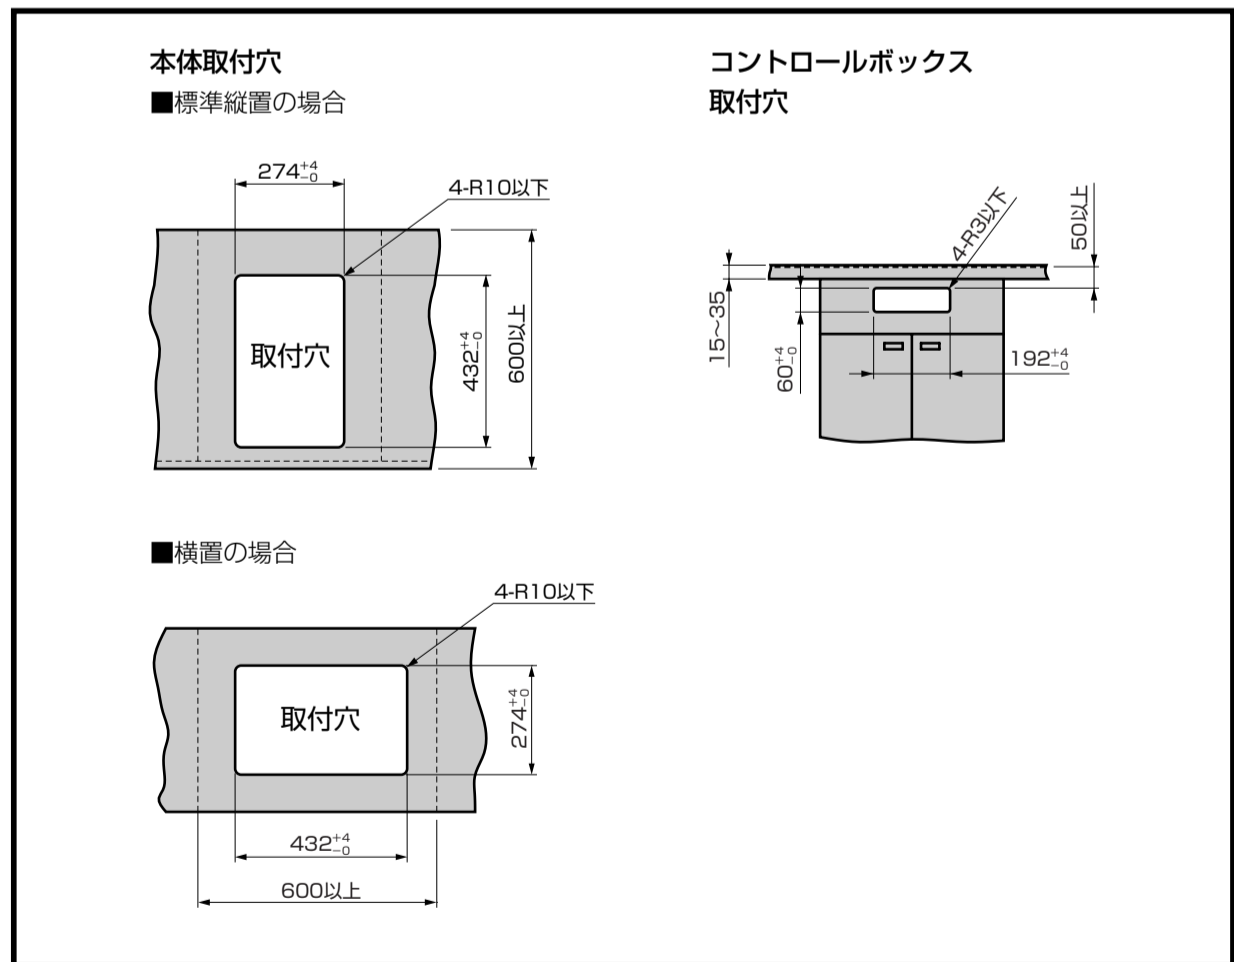 本体取付穴
■標準縦置の場合
274+4-0
4-R10以下
取付穴
432+4-0
600以上
■横置の場合
4-R10以下
取付穴
274+4-0
432+4-0
600以上
コントロールボックス
取付穴
4-R3以下
50以上
15～35
60+4-0
192+4-0